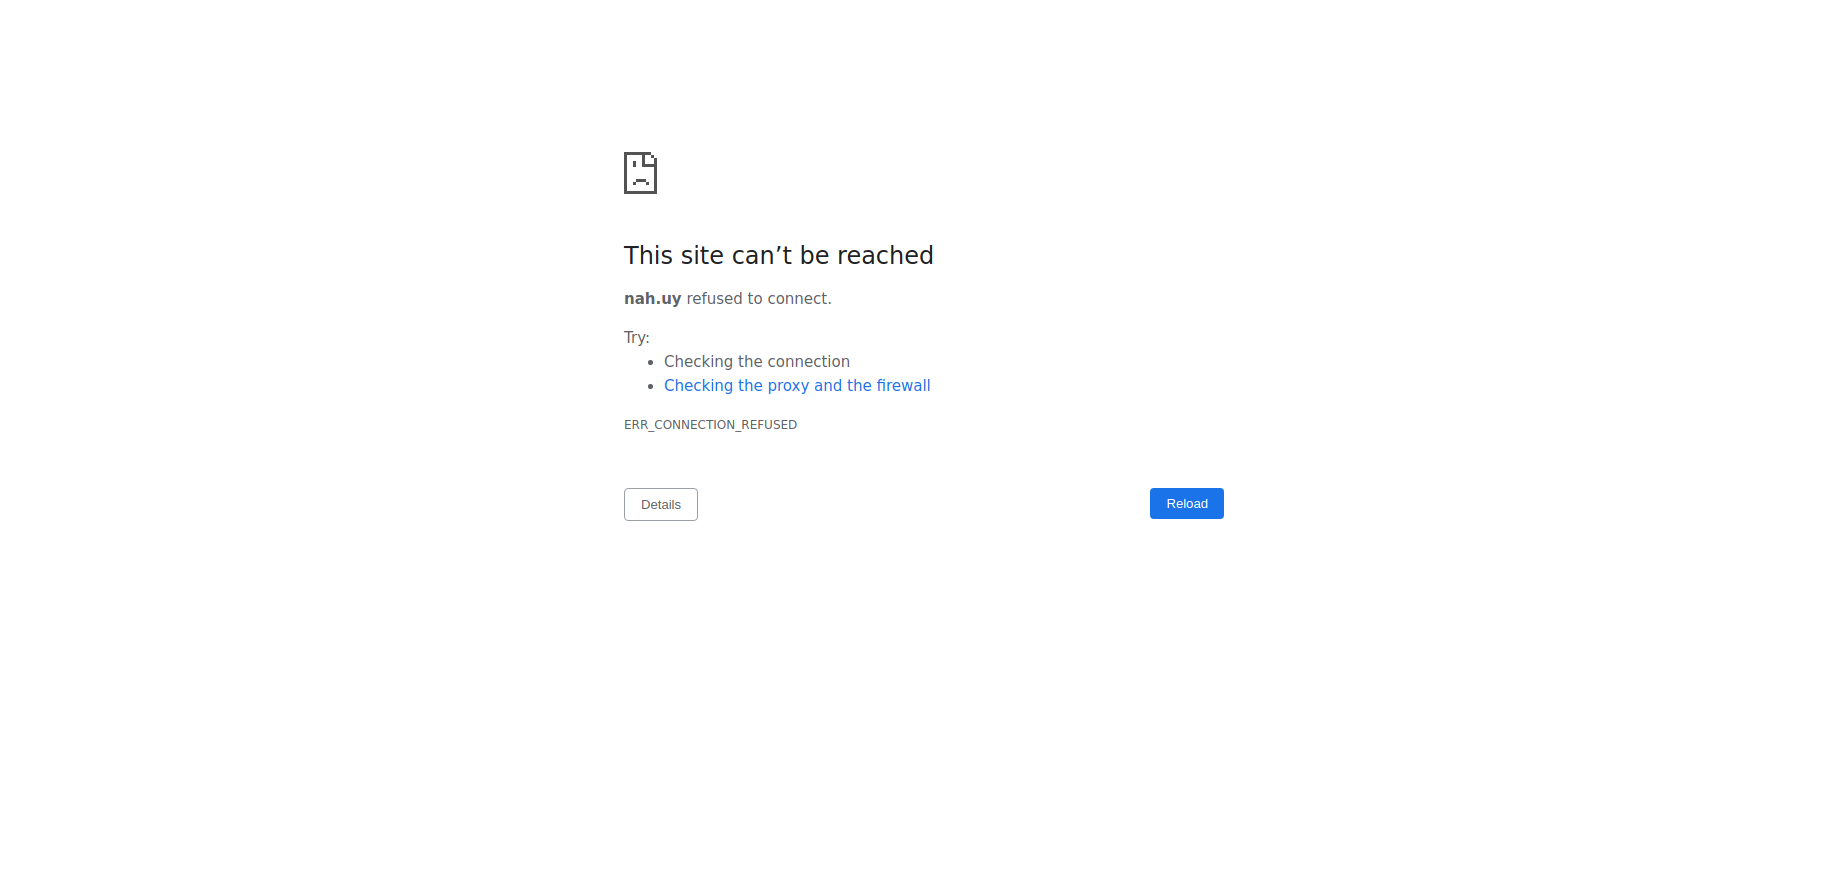 This site can’t be reached
nah.uy refused to connect.
Try:
Checking the connection
Checking the proxy and the firewall
ERR_CONNECTION_REFUSED
Details
Reload